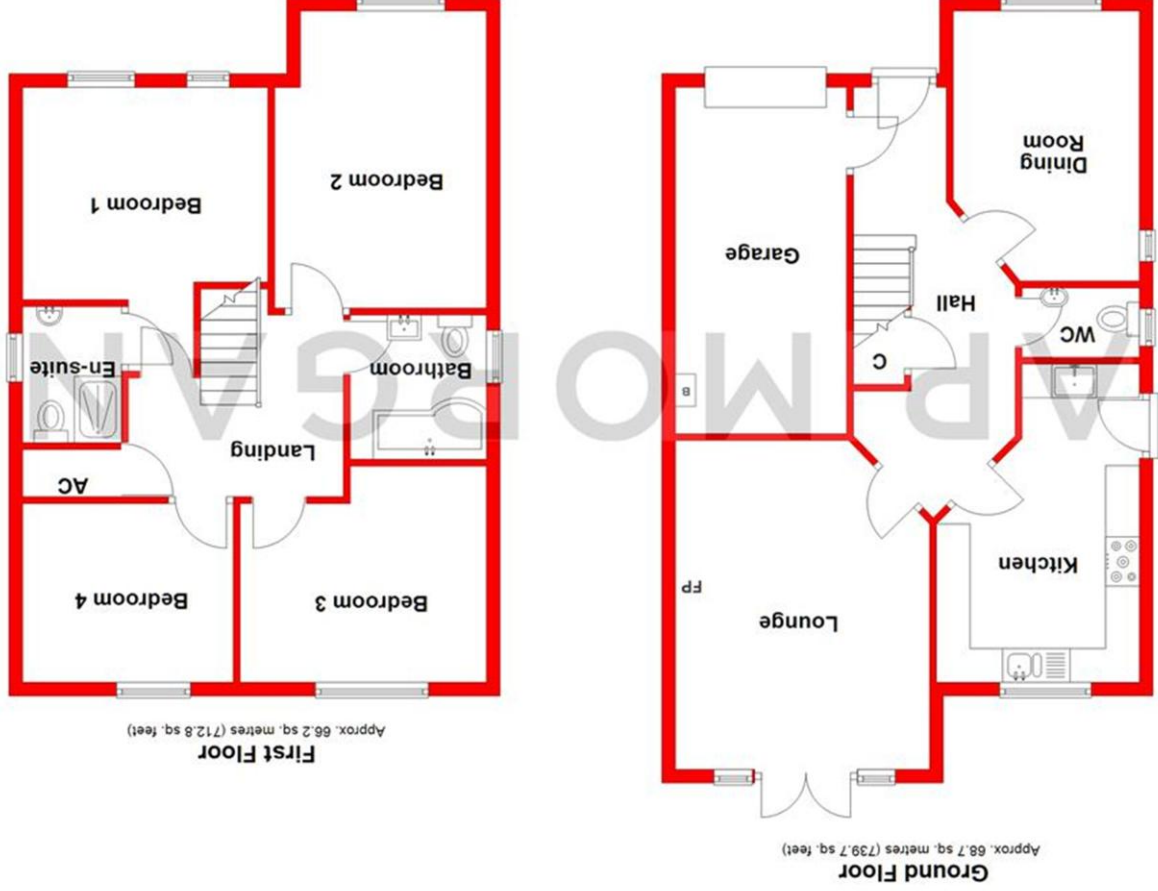 Ground Floor
Approx. 68.7 sq. metres (739.7 sq. feet)
Lounge
FP
Kitchen
C
B
WC
Hall
Garage
Dining
Room
First Floor
Approx. 66.2 sq. metres (712.8 sq. feet)
Bedroom 3
Bedroom 4
AC
Landing
Bathroom
En-suite
Bedroom 2
Bedroom 1
AP MORGAN